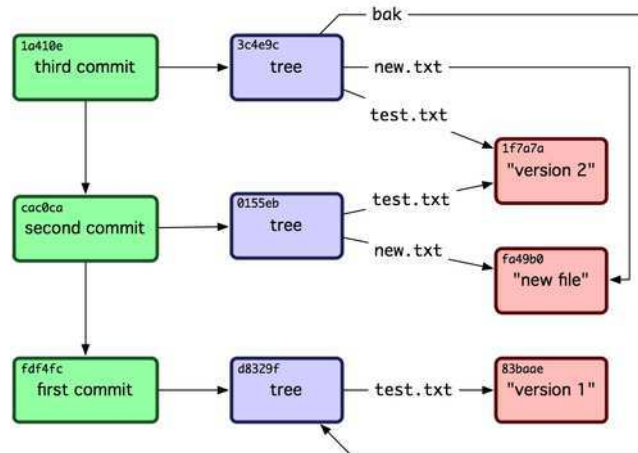 bak
1a410e
third commit
3c4e9c
tree
new.txt
test.txt
1f7a7a
"version 2"
cac0ca
second commit
0155eb
tree
test.txt
new.txt
fa49b0
"new file"
fdf4fc
first commit
d8329f
tree
test.txt
83baae
"version 1"